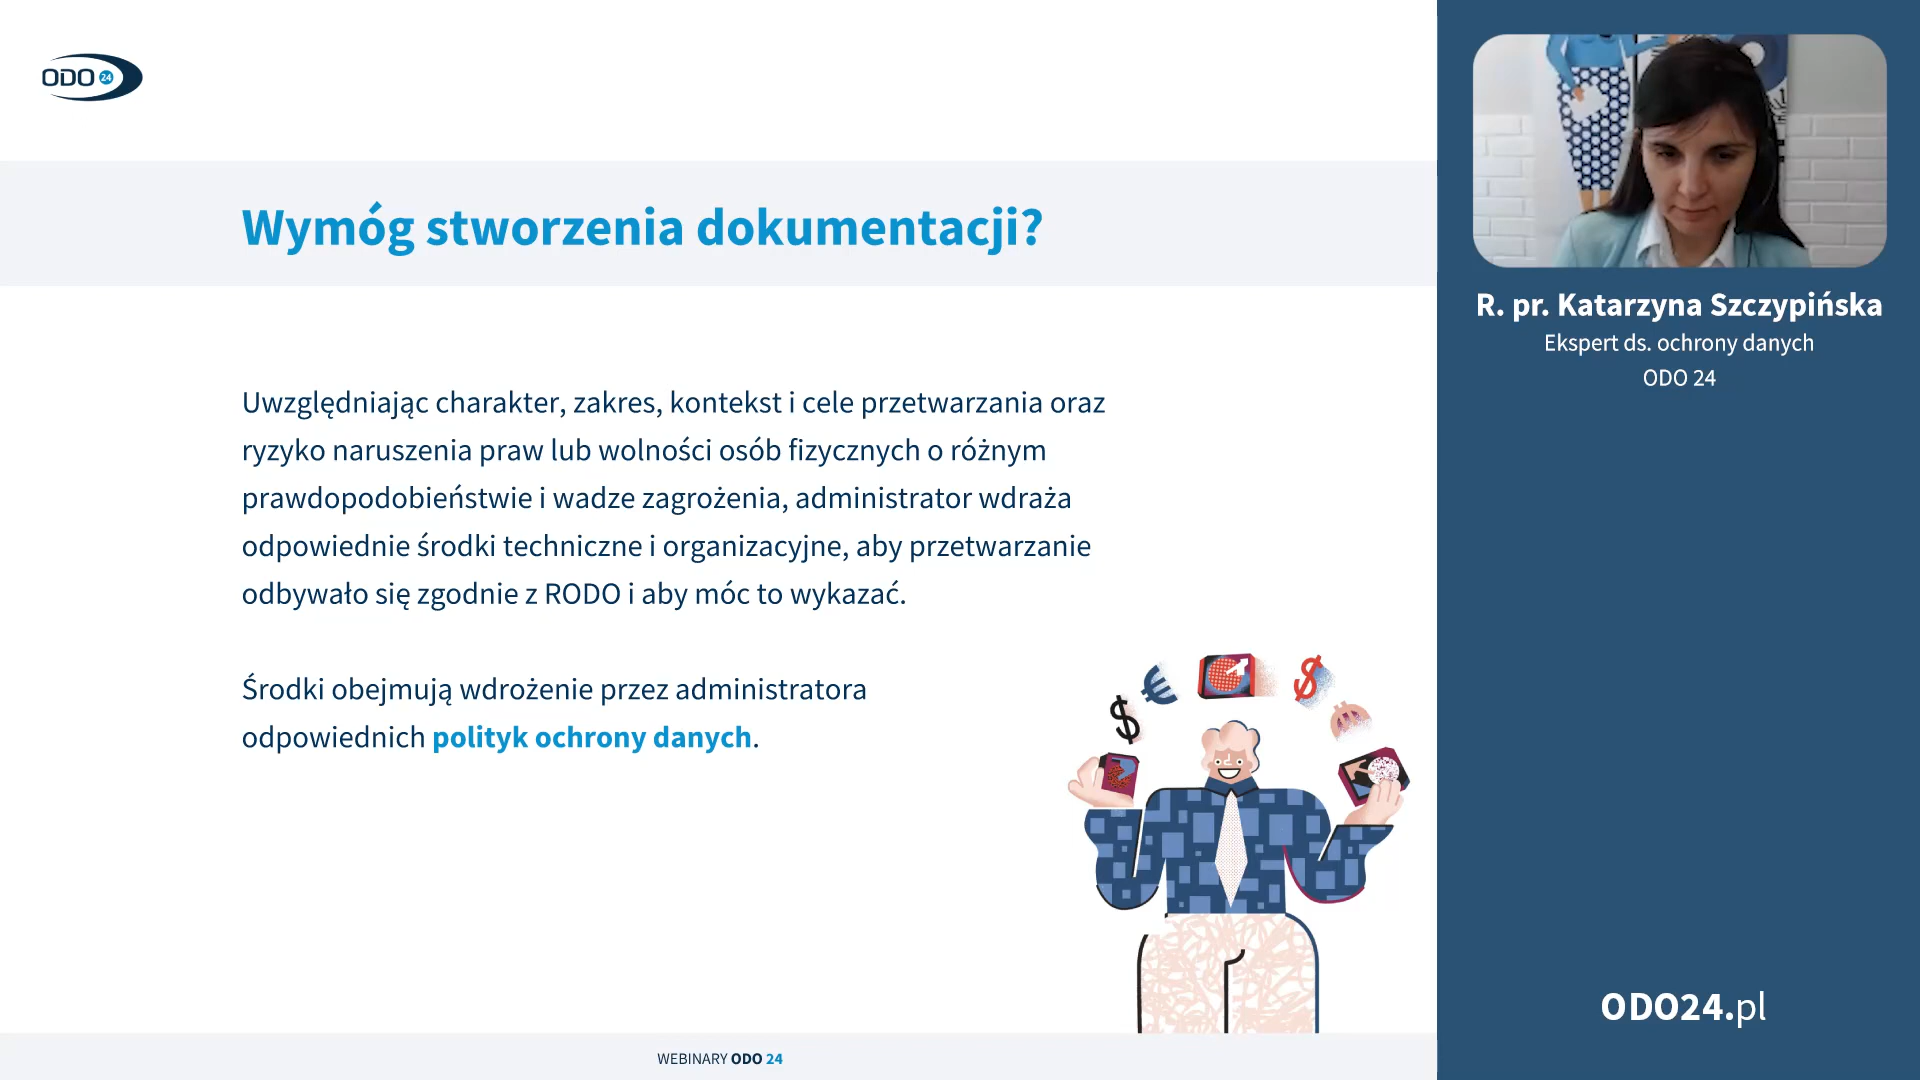 ODO 24
Wymóg stworzenia dokumentacji?
Uwzględniając charakter, zakres, kontekst i cele przetwarzania oraz
ryzyko naruszenia praw lub wolności osób fizycznych o różnym
prawdopodobieństwie i wadze zagrożenia, administrator wdraża
odpowiednie środki techniczne i organizacyjne, aby przetwarzanie
odbywało się zgodnie z RODO i aby móc to wykazać.
Środki obejmują wdrożenie przez administratora
odpowiednich polityk ochrony danych.
WEBINARY ODO 24
R. pr. Katarzyna Szczypińska
Ekspert ds. ochrony danych
ODO 24
ODO24.pl